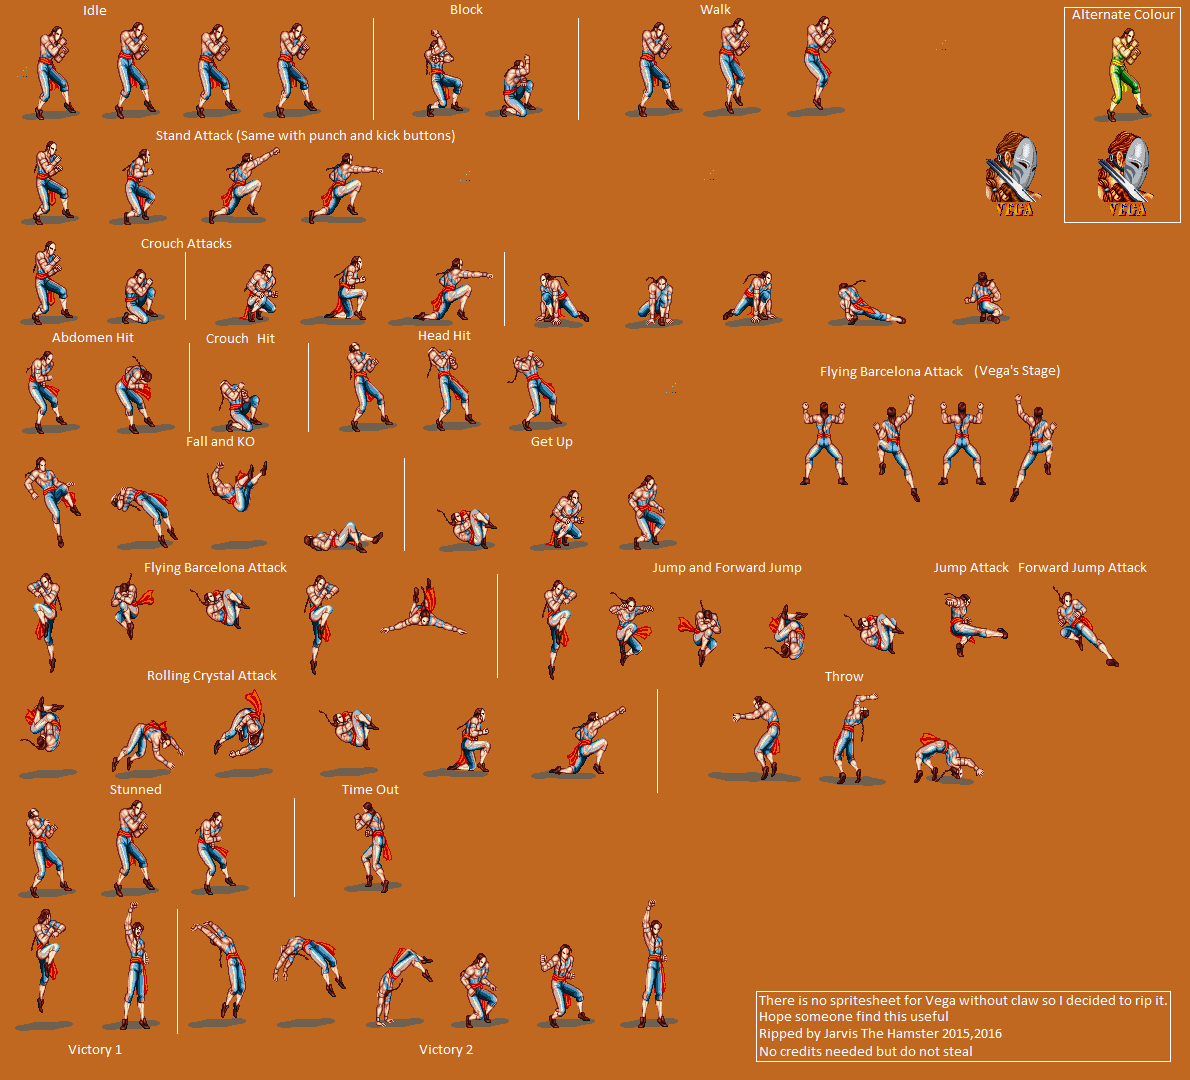 Idle
Block
Walk
Alternate Colour
Stand Attack (Same with punch and kick buttons)
VEGA
VEGA
Crouch Attacks
Abdomen Hit
Crouch Hit
Head Hit
Flying Barcelona Attack (Vega's Stage)
Fall and KO
Get Up
Flying Barcelona Attack
Jump and Forward Jump
Jump Attack
Forward Jump Attack
Rolling Crystal Attack
Throw
Stunned
Time Out
There is no spritesheet for Vega without claw so I decided to rip it.
Hope someone find this useful
Ripped by Jarvis The Hamster 2015,2016
No credits needed but do not steal
Victory 1
Victory 2